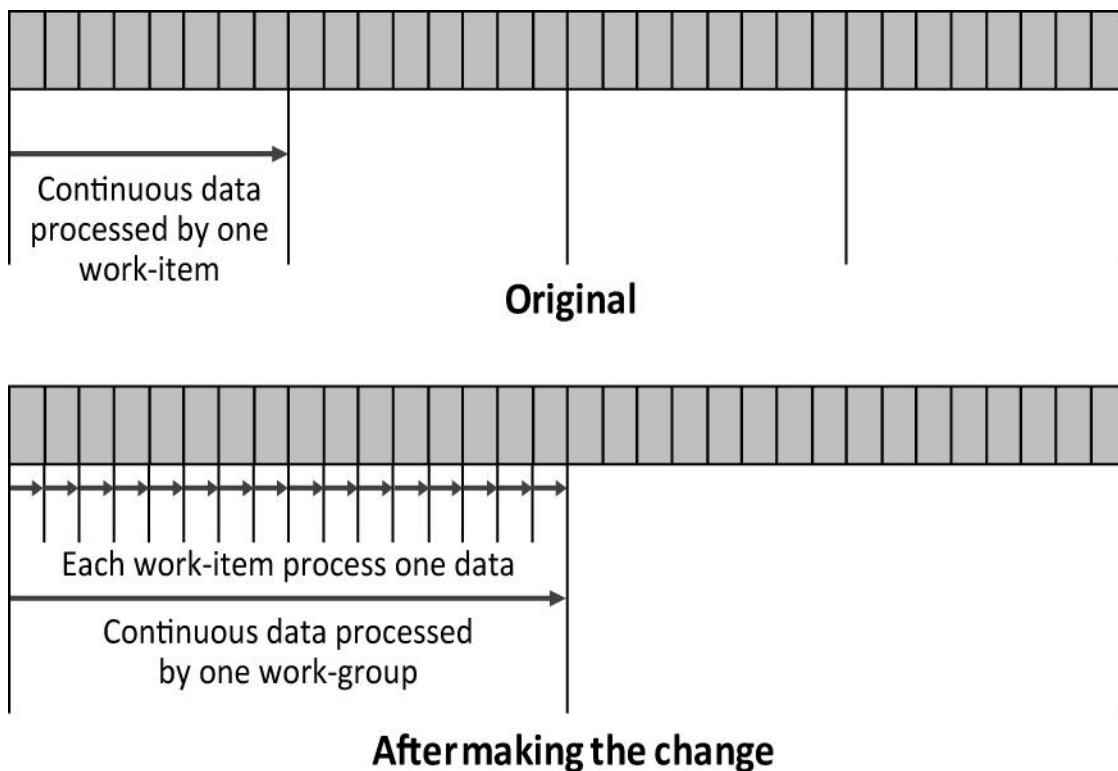 Continuous data
processed by one
work-item
Original
Each work-item process one data
Continuous data processed
by one work-group
After making the change